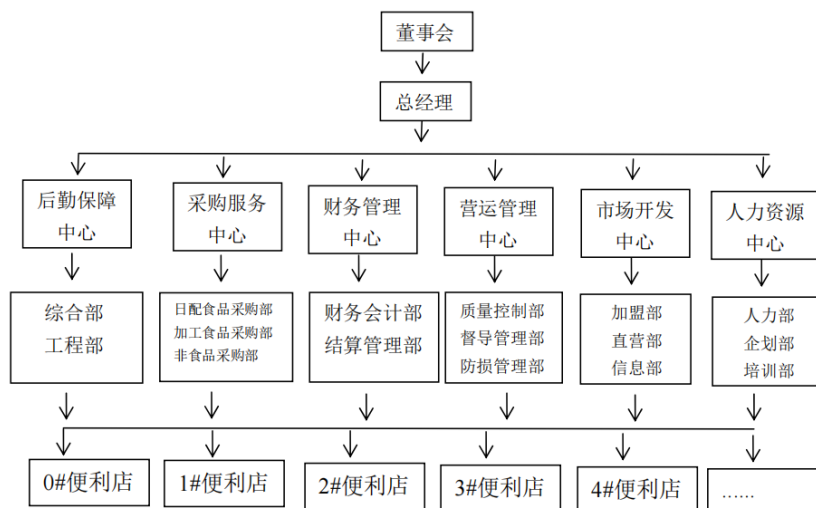 董事会
总经理
后勤保障
中心
采购服务
中心
财务管理
中心
营运管理
中心
市场开发
中心
人力资源
中心
综合部
工程部
日配食品采购部
加工食品采购部
非食品采购部
财务会计部
结算管理部
质量控制部
督导管理部
防损管理部
加盟部
直营部
信息部
人力部
企划部
培训部
0#便利店
1#便利店
2#便利店
3#便利店
4#便利店
……